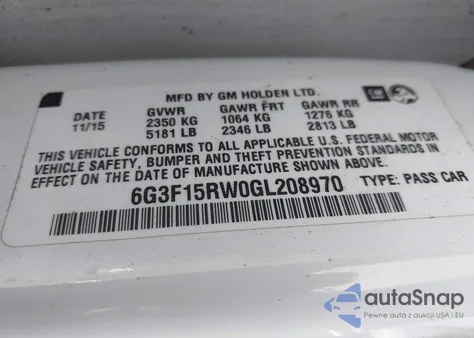 MFD BY GM HOLDEN LTD.
DATE GVWR GAWR FRT GAWR RR
11/15 2350 KG 1064 KG 1276 KG
5181 LB 2346 LB 2813 LB
THIS VEHICLE CONFORMS TO ALL APPLICABLE U.S. FEDERAL MOTOR
VEHICLE SAFETY, BUMPER AND THEFT PREVENTION STANDARDS IN
EFFECT ON THE DATE OF MANUFACTURE SHOWN ABOVE.
6G3F15RW0GL208970 TYPE: PASS CAR
GM
autoSnap
Pewne auta z aukcji USA i EU